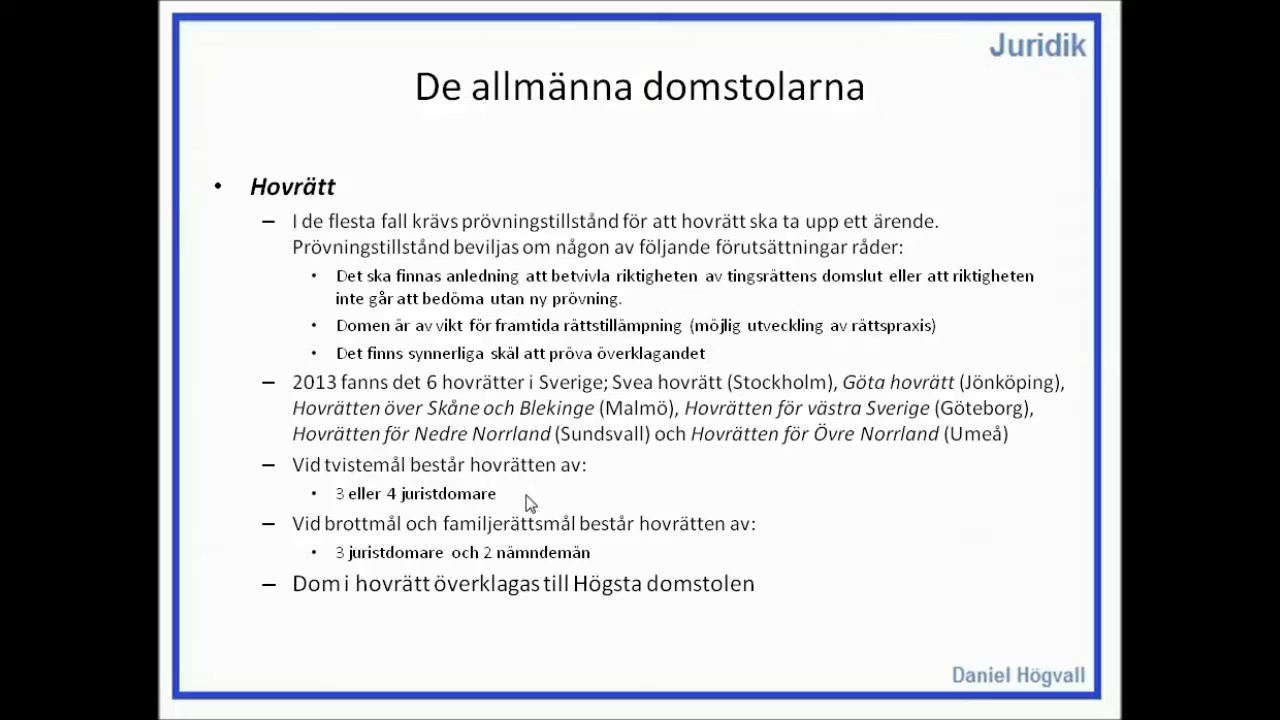 Juridik
De allmänna domstolarna
• Hovrätt
– I de flesta fall krävs prövningstillstånd för att hovrätt ska ta upp ett ärende.
Prövningstillstånd beviljas om någon av följande förutsättningar råder:
• Det ska finnas anledning att betvivla riktigheten av tingsrättens domslut eller att riktigheten
inte går att bedöma utan ny prövning.
• Domen är av vikt för framtida rättstillämpning (möjlig utveckling av rättspraxis)
• Det finns synnerliga skäl att pröva överklagandet
– 2013 fanns det 6 hovrätter i Sverige; Svea hovrätt (Stockholm), Göta hovrätt (Jönköping),
Hovrätten över Skåne och Blekinge (Malmö), Hovrätten för västra Sverige (Göteborg),
Hovrätten för Nedre Norrland (Sundsvall) och Hovrätten för Övre Norrland (Umeå)
– Vid tvistemål består hovrätten av:
• 3 eller 4 juristdomare
– Vid brottmål och familjerättsmål består hovrätten av:
• 3 juristdomare och 2 nämndemän
– Dom i hovrätt överklagas till Högsta domstolen
Daniel Högvall